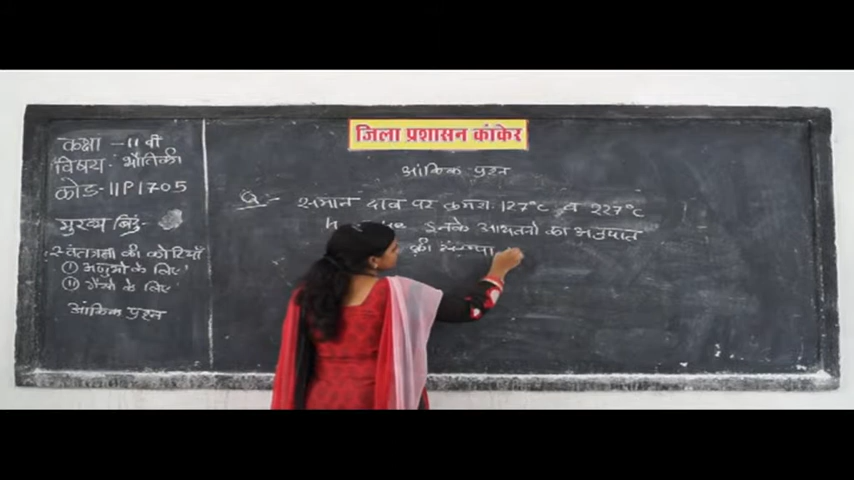 जिला प्रशासन कांकेर
कक्षा - 11 वीं
विषय - भौतिकी
कोड - 11P1705
मुख्य बिंदु -
स्वतंत्रता की कोटियाँ
(i) अणुओं के लिए
(ii) गैसों के लिए
आंकिक प्रश्न
आंकिक प्रश्न
Q - समान दाब पर क्रमशः 127°C व 227°C
इनके आयतनों का अनुपात
की संख्या